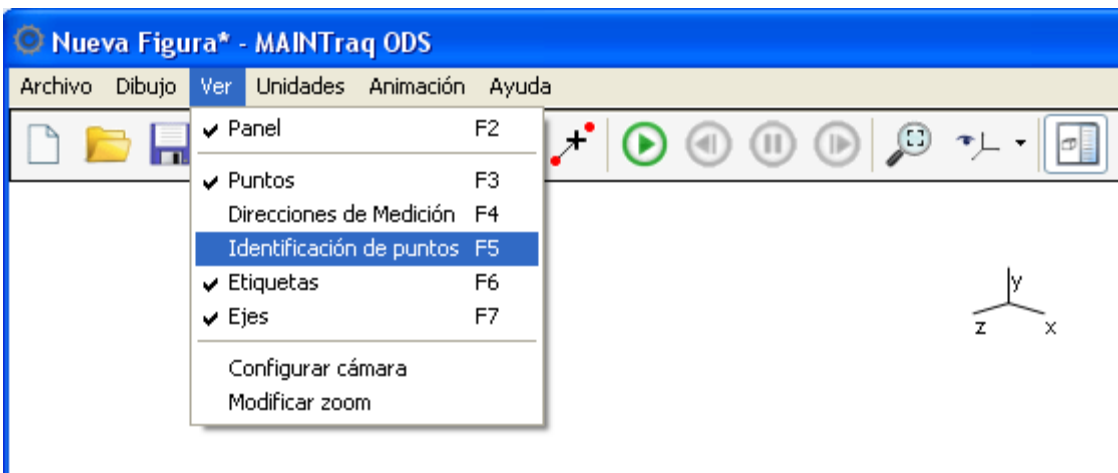 Nueva Figura* - MAINTraq ODS
Archivo Dibujo Ver Unidades Animación Ayuda
Panel F2
Puntos F3
Direcciones de Medición F4
Identificación de puntos F5
Etiquetas F6
Ejes F7
Configurar cámara
Modificar zoom
y
z x